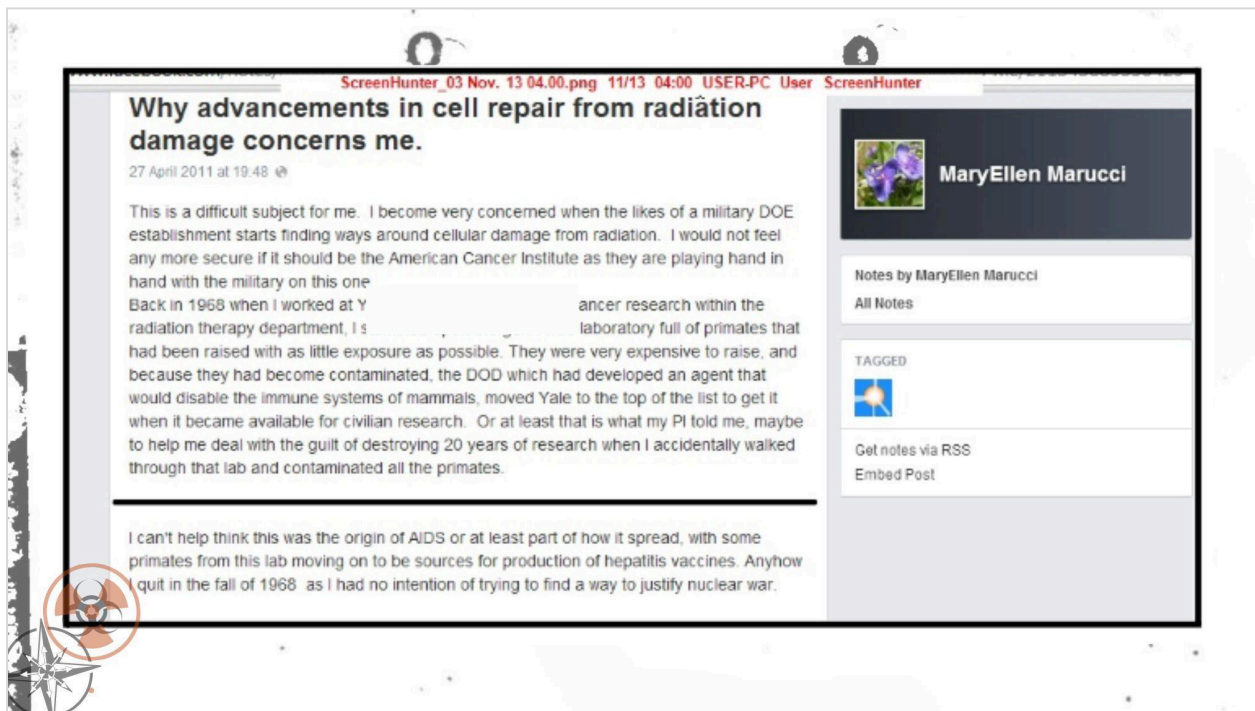 ScreenHunter_03 Nov. 13 04.00.png 11/13 04:00 USER-PC User ScreenHunter
Why advancements in cell repair from radiation
damage concerns me.
27 April 2011 at 19:48
This is a difficult subject for me. I become very concerned when the likes of a military DOE
establishment starts finding ways around cellular damage from radiation. I would not feel
any more secure if it should be the American Cancer Institute as they are playing hand in
hand with the military on this one
Back in 1968 when I worked at Y ancer research within the
radiation therapy department, I s laboratory full of primates that
had been raised with as little exposure as possible. They were very expensive to raise, and
because they had become contaminated, the DOD which had developed an agent that
would disable the immune systems of mammals, moved Yale to the top of the list to get it
when it became available for civilian research. Or at least that is what my PI told me, maybe
to help me deal with the guilt of destroying 20 years of research when I accidentally walked
through that lab and contaminated all the primates.
I can't help think this was the origin of AIDS or at least part of how it spread, with some
primates from this lab moving on to be sources for production of hepatitis vaccines. Anyhow
I quit in the fall of 1968 as I had no intention of trying to find a way to justify nuclear war.
MaryEllen Marucci
Notes by MaryEllen Marucci
All Notes
TAGGED
Get notes via RSS
Embed Post